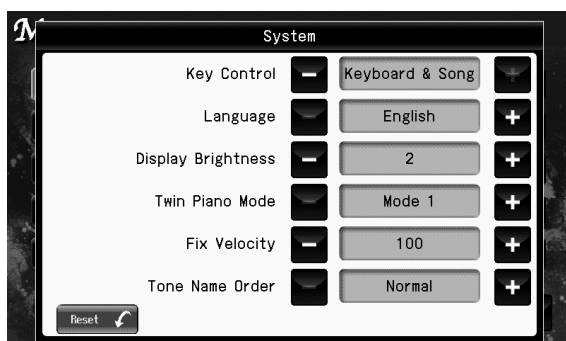 System
Key Control − Keyboard & Song +
Language − English +
Display Brightness − 2 +
Twin Piano Mode − Mode 1 +
Fix Velocity − 100 +
Tone Name Order − Normal +
Reset